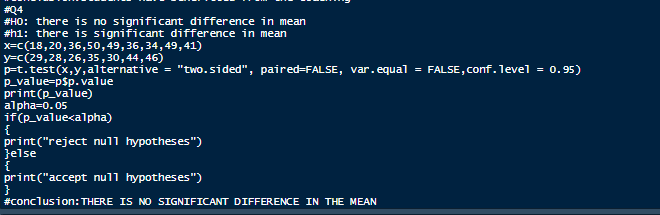 #Q4
#H0: there is no significant difference in mean
#h1: there is significant difference in mean
x=c(18,20,36,50,49,36,34,49,41)
y=c(29,28,26,35,30,44,46)
p=t.test(x,y,alternative = "two.sided", paired=FALSE, var.equal = FALSE,conf.level = 0.95)
p_value=p$p.value
print(p_value)
alpha=0.05
if(p_value<alpha)
{
print("reject null hypotheses")
}else
{
print("accept null hypotheses")
}
#conclusion:THERE IS NO SIGNIFICANT DIFFERENCE IN THE MEAN